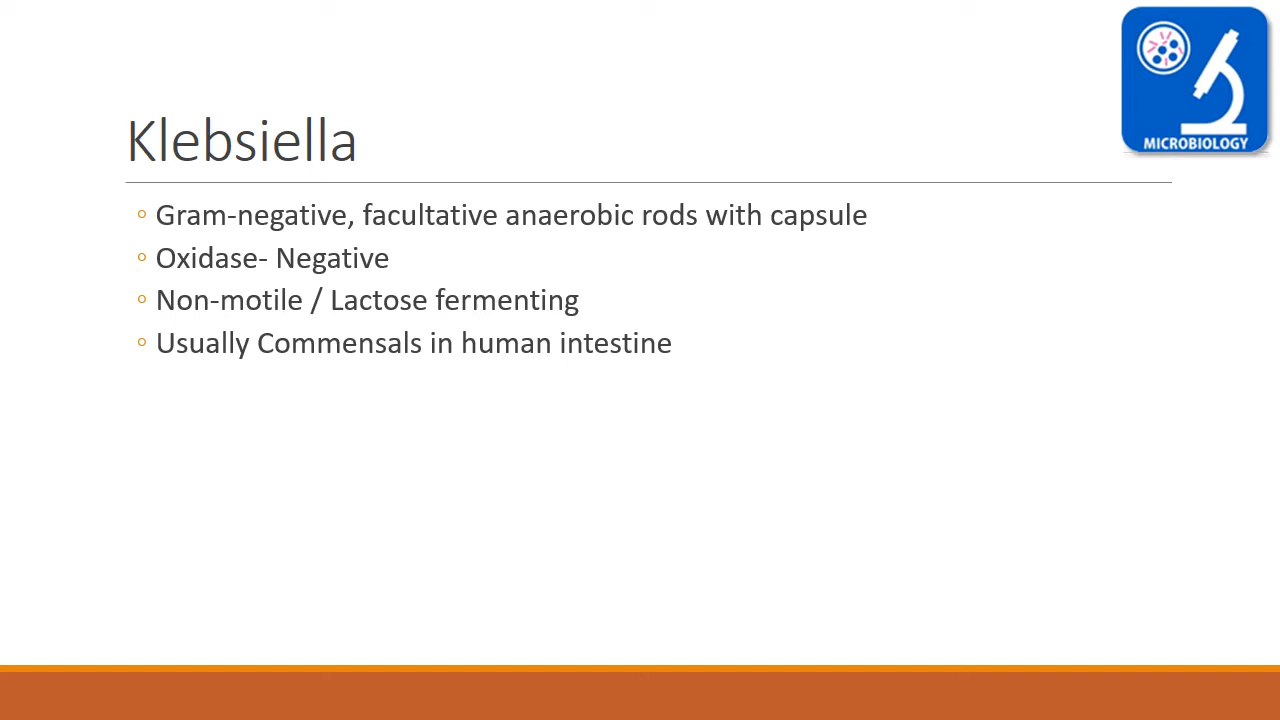 MICROBIOLOGY
Klebsiella
◦ Gram-negative, facultative anaerobic rods with capsule
◦ Oxidase- Negative
◦ Non-motile / Lactose fermenting
◦ Usually Commensals in human intestine